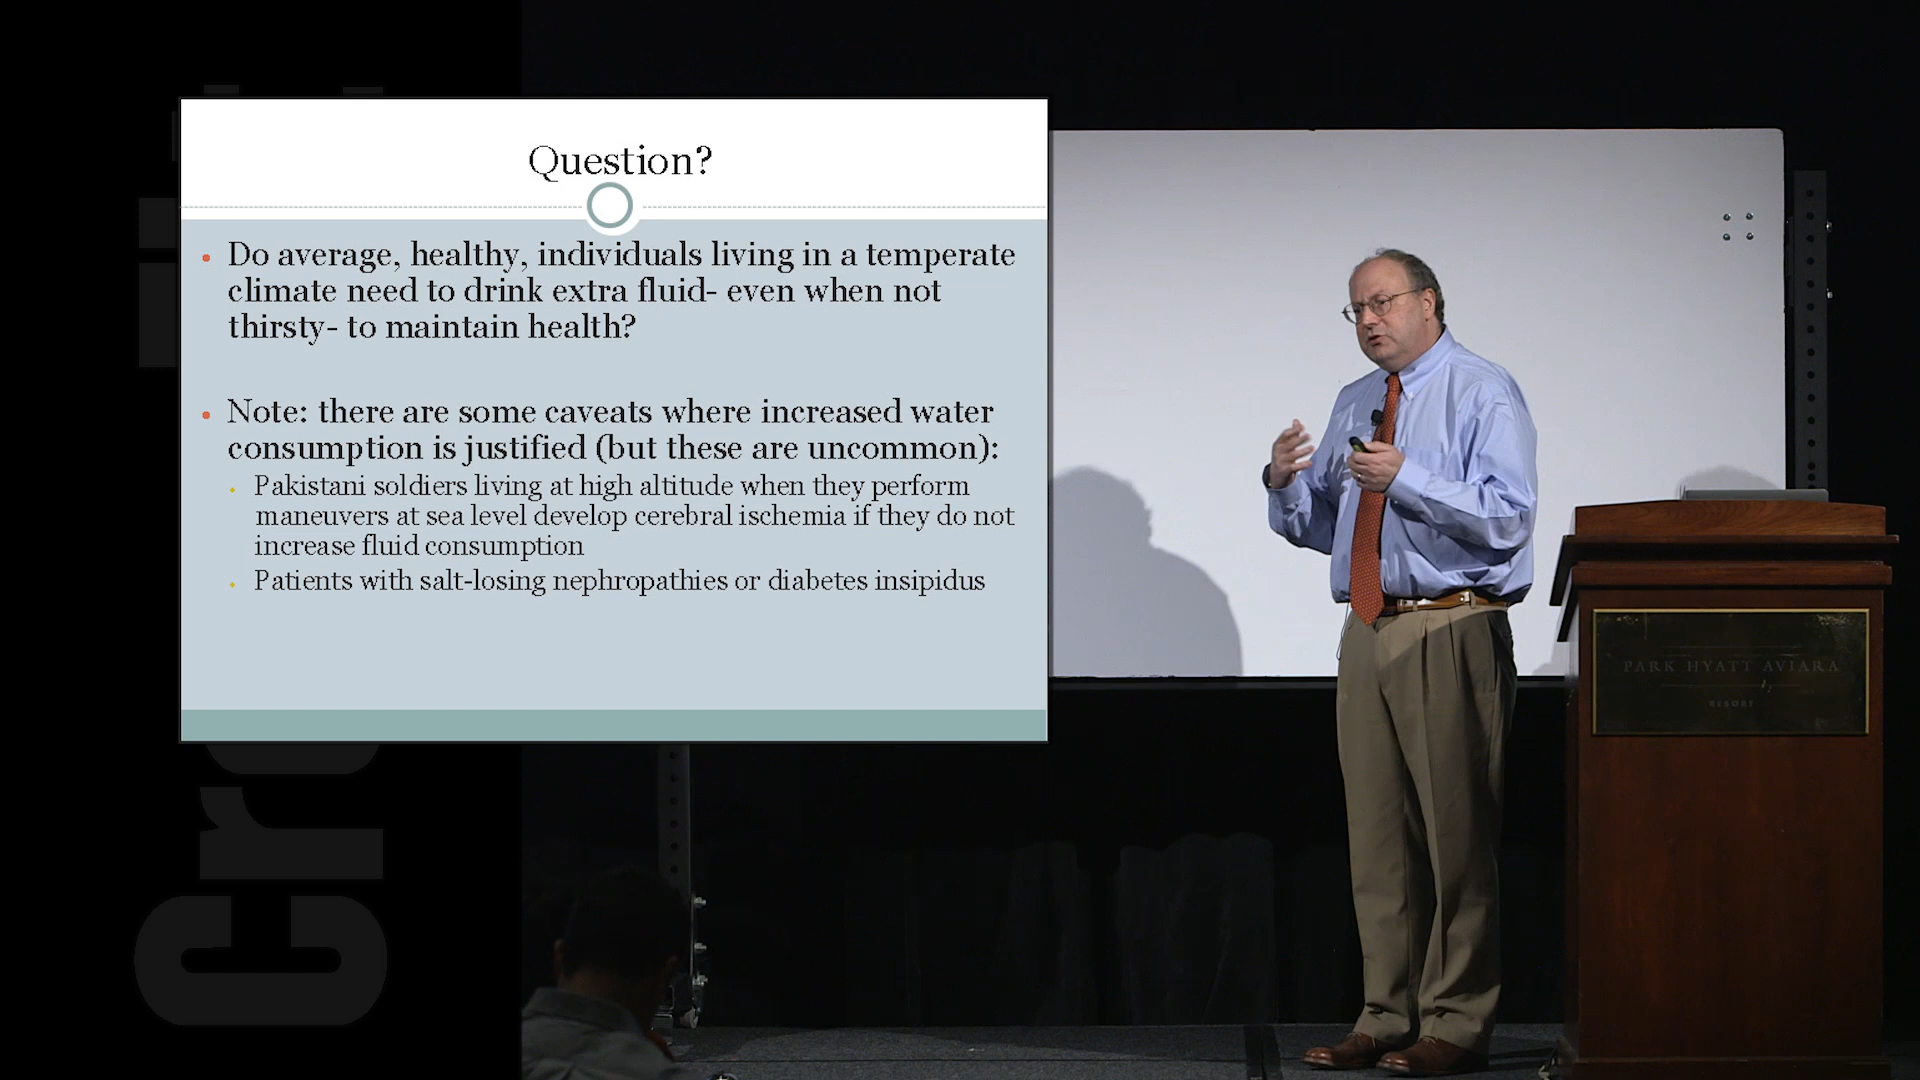 Question?
Do average, healthy, individuals living in a temperate
climate need to drink extra fluid- even when not
thirsty- to maintain health?
Note: there are some caveats where increased water
consumption is justified (but these are uncommon):
Pakistani soldiers living at high altitude when they perform
maneuvers at sea level develop cerebral ischemia if they do not
increase fluid consumption
Patients with salt-losing nephropathies or diabetes insipidus
PARK HYATT AVIARA
RESORT